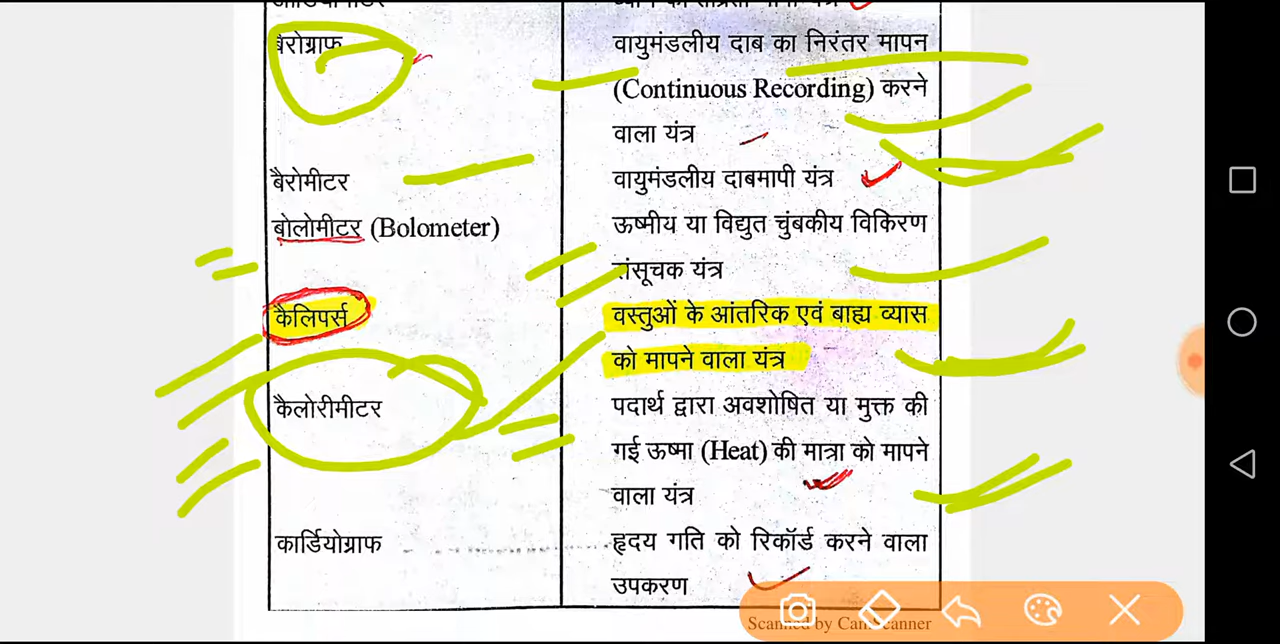 बैरोग्राफ वायुमंडलीय दाब का निरंतर मापन
(Continuous Recording) करने
वाला यंत्र
बैरोमीटर वायुमंडलीय दाबमापी यंत्र
बोलोमीटर (Bolometer) ऊष्मीय या विद्युत चुंबकीय विकिरण
संसूचक यंत्र
कैलिपर्स वस्तुओं के आंतरिक एवं बाह्य व्यास
को मापने वाला यंत्र
कैलोरीमीटर पदार्थ द्वारा अवशोषित या मुक्त की
गई ऊष्मा (Heat) की मात्रा को मापने
वाला यंत्र
कार्डियोग्राफ हृदय गति को रिकॉर्ड करने वाला
उपकरण
Scanned by CamScanner